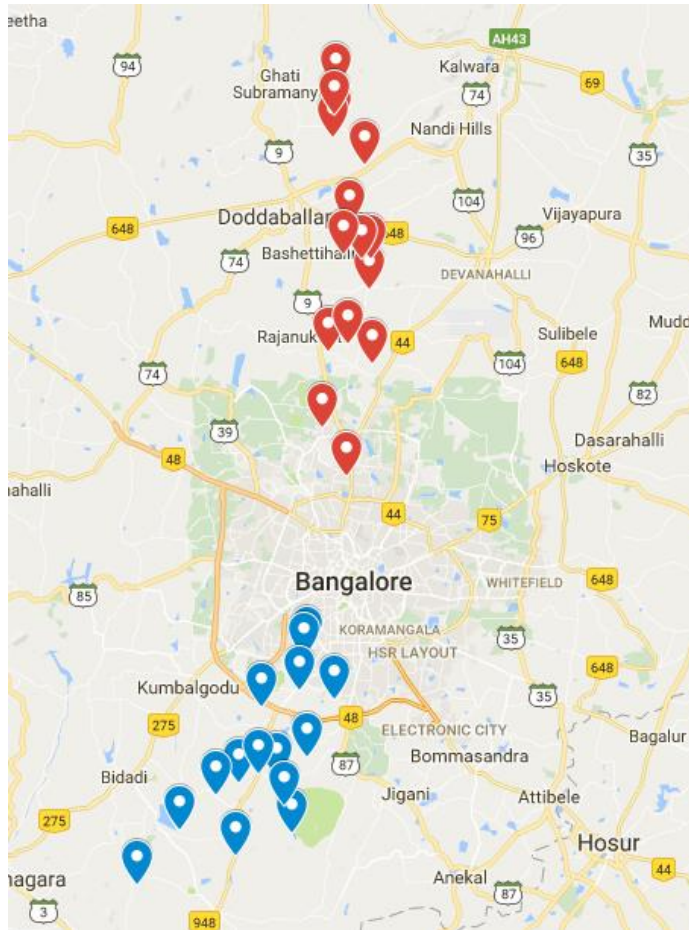 eetha
AH43
94
Ghati
Subramany
Kalwara
69
74
Nandi Hills
9
35
104
Doddaballa
648
648
Vijayapura
96
Bashettihal
74
DEVANAHALLI
9
Rajanuk
44
Sulibele
Mudd
104
648
74
82
39
Dasarahalli
48
Hoskote
ahalli
44
75
Bangalore
WHITEFIELD
648
85
KORAMANGALA
35
HSR LAYOUT
648
Kumbalgodu
35
275
48
ELECTRONIC CITY
Bagalur
Bommasandra
87
Bidadi
Jigani
Attibele
275
Hosur
44
nagara
Anekal
87
3
948